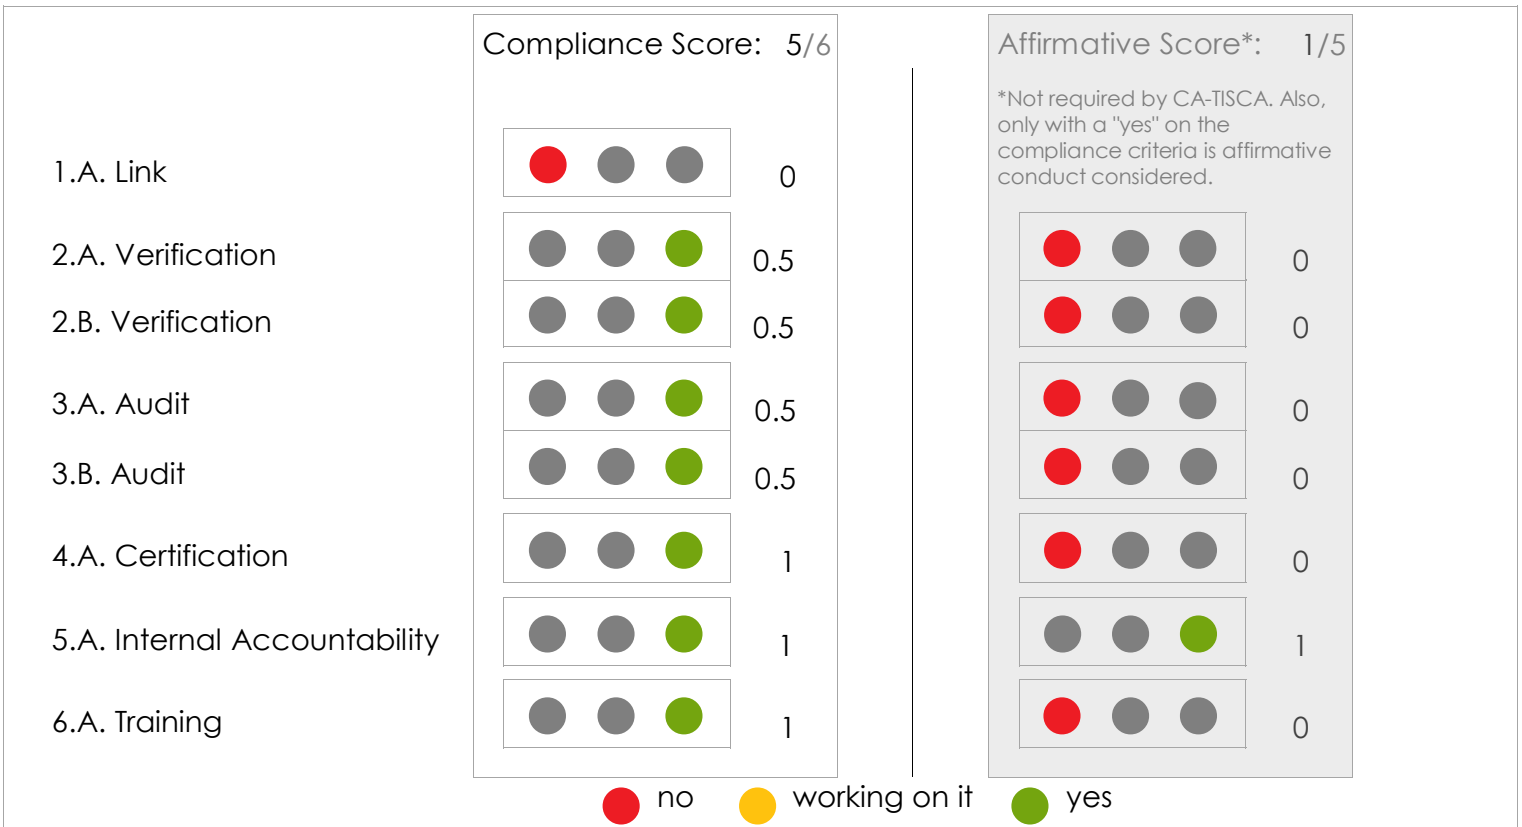 Compliance Score: 5/6
Affirmative Score*: 1/5
*Not required by CA-TISCA. Also,
only with a "yes" on the
compliance criteria is affirmative
conduct considered.
1.A. Link 0
2.A. Verification 0.5 0
2.B. Verification 0.5 0
3.A. Audit 0.5 0
3.B. Audit 0.5 0
4.A. Certification 1 0
5.A. Internal Accountability 1 1
6.A. Training 1 0
no working on it yes